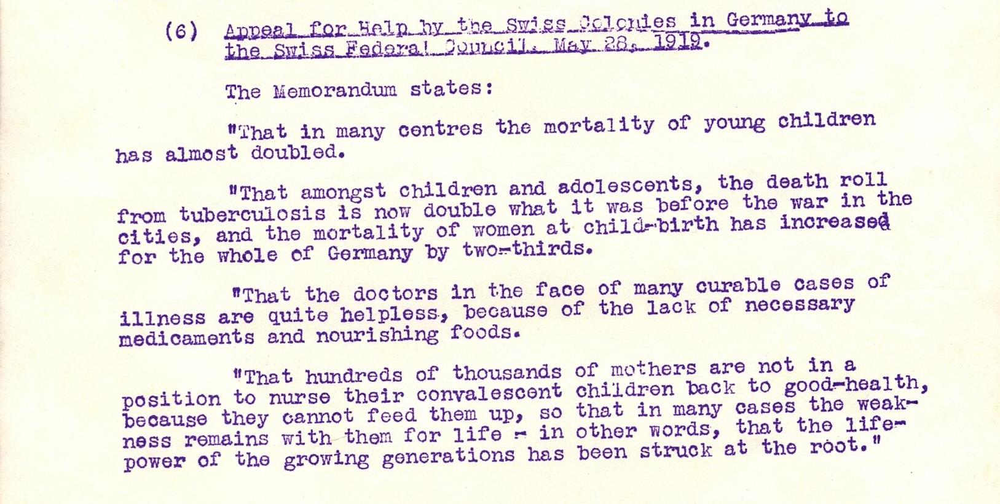 (6) Appeal for Help by the Swiss Colonies in Germany to
the Swiss Federal Council. May 28, 1919.
The Memorandum states:
"That in many centres the mortality of young children
has almost doubled.
"That amongst children and adolescents, the death roll
from tuberculosis is now double what it was before the war in the
cities, and the mortality of women at child-birth has increased
for the whole of Germany by two-thirds.
"That the doctors in the face of many curable cases of
illness are quite helpless, because of the lack of necessary
medicaments and nourishing foods.
"That hundreds of thousands of mothers are not in a
position to nurse their convalescent children back to good-health,
because they cannot feed them up, so that in many cases the weak-
ness remains with them for life - in other words, that the life-
power of the growing generations has been struck at the root."